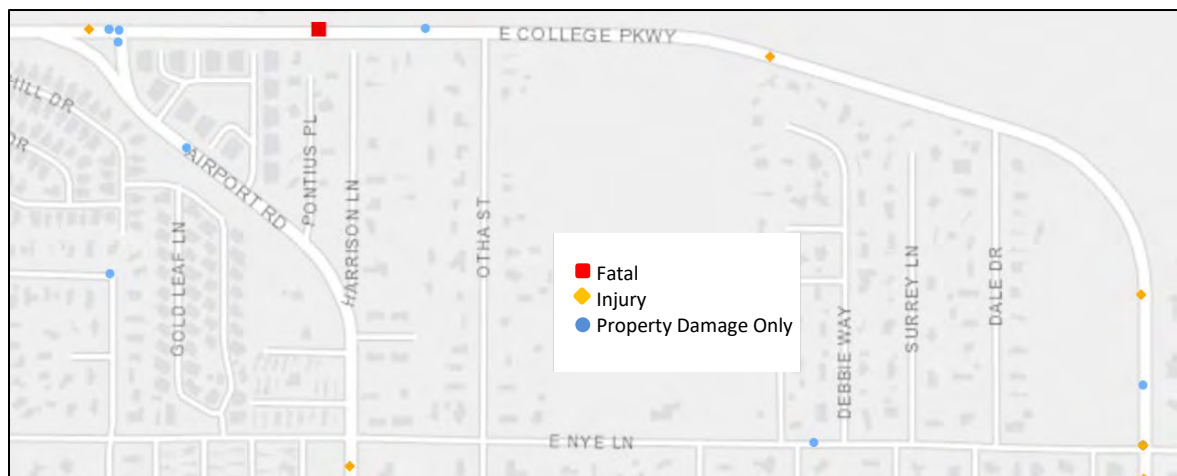 E COLLEGE PKWY
HILL DR
DR
AIRPORT RD
PONTIUS PL
HARRISON LN
GOLD LEAF LN
OTHA ST
Fatal
Injury
Property Damage Only
DEBBIE WAY
SURREY LN
DALE DR
E NYE LN